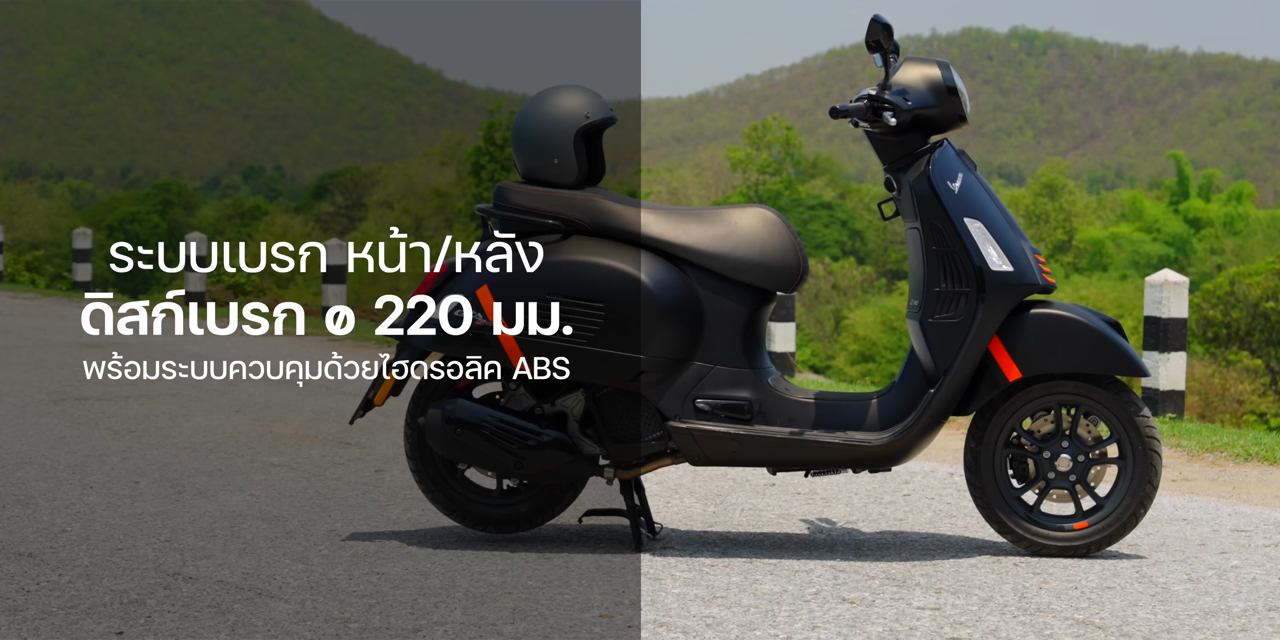 ระบบเบรก หน้า/หลัง
ดิสก์เบรก ø 220 มม.
พร้อมระบบควบคุมด้วยไฮดรอลิค ABS
Vespa